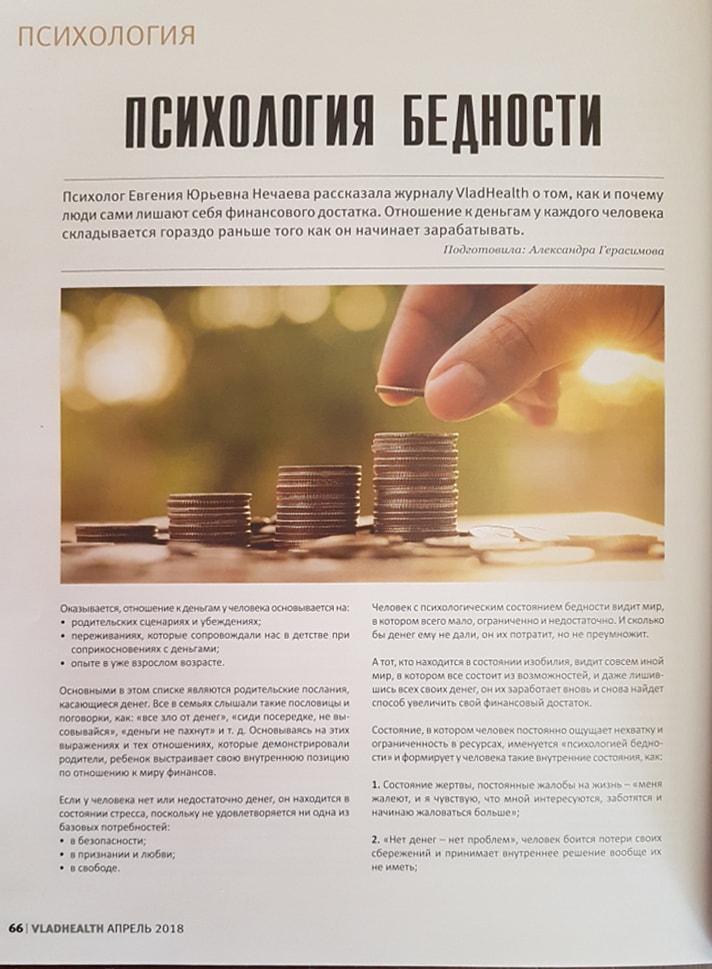 ПСИХОЛОГИЯ
ПСИХОЛОГИЯ БЕДНОСТИ
Психолог Евгения Юрьевна Нечаева рассказала журналу VladHealth о том, как и почему
люди сами лишают себя финансового достатка. Отношение к деньгам у каждого человека
складывается гораздо раньше того как он начинает зарабатывать.
Подготовила: Александра Герасимова
Оказывается, отношение к деньгам у человека основывается на:
• родительских сценариях и убеждениях;
• переживаниях, которые сопровождали нас в детстве при
соприкосновениях с деньгами;
• опыте в уже взрослом возрасте.
Основными в этом списке являются родительские послания,
касающиеся денег. Все в семьях слышали такие пословицы и
поговорки, как: «все зло от денег», «сиди посередке, не вы-
совывайся», «деньги не пахнут» и т. д. Основываясь на этих
выражениях и тех отношениях, которые демонстрировали
родители, ребенок выстраивает свою внутреннюю позицию
по отношению к миру финансов.
Если у человека нет или недостаточно денег, он находится в
состоянии стресса, поскольку не удовлетворяется ни одна из
базовых потребностей:
• в безопасности;
• в признании и любви;
• в свободе.
Человек с психологическим состоянием бедности видит мир,
в котором всего мало, ограниченно и недостаточно. И сколько
бы денег ему не дали, он их потратит, но не преумножит.
А тот, кто находится в состоянии изобилия, видит совсем иной
мир, в котором все состоит из возможностей, и даже лишив-
шись всех своих денег, он их заработает вновь и снова найдет
способ увеличить свой финансовый достаток.
Состояние, в котором человек постоянно ощущает нехватку и
ограниченность в ресурсах, именуется «психологией бедно-
сти» и формирует у человека такие внутренние состояния, как:
1. Состояние жертвы, постоянные жалобы на жизнь – «меня
жалеют, и я чувствую, что мной интересуются, заботятся и
начинаю жаловаться больше»;
2. «Нет денег – нет проблем», человек боится потери своих
сбережений и принимает внутреннее решение вообще их
не иметь;
66 | VLADHEALTH АПРЕЛЬ 2018